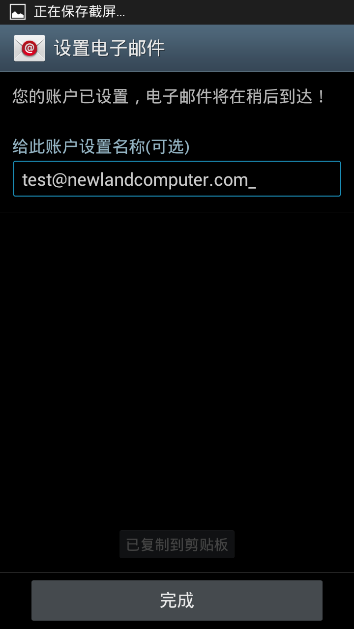 正在保存截屏...
设置电子邮件
您的账户已设置，电子邮件将在稍后到达！
给此账户设置名称(可选)
test@newlandcomputer.com_
已复制到剪贴板
完成